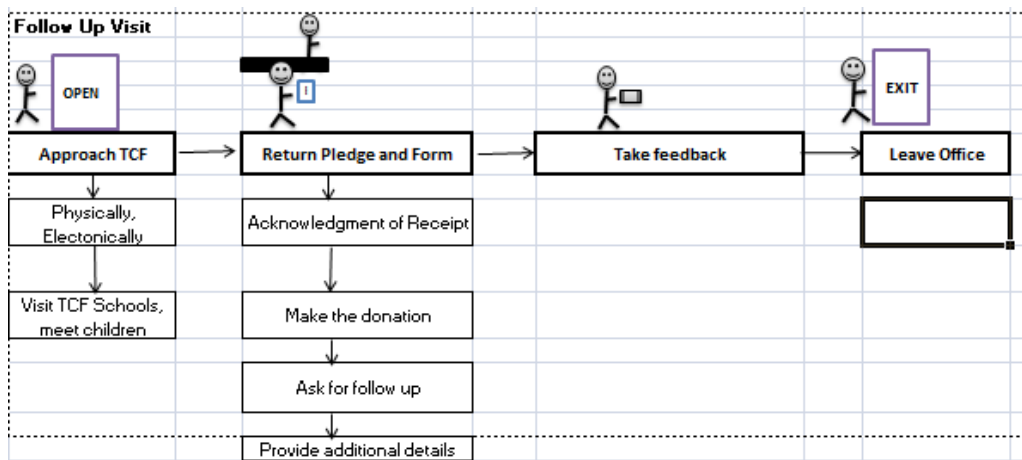 Follow Up Visit
OPEN
I
EXIT
Approach TCF
Return Pledge and Form
Take feedback
Leave Office
Physically,
Electonically
Acknowledgment of Receipt
Visit TCF Schools,
meet children
Make the donation
Ask for follow up
Provide additional details